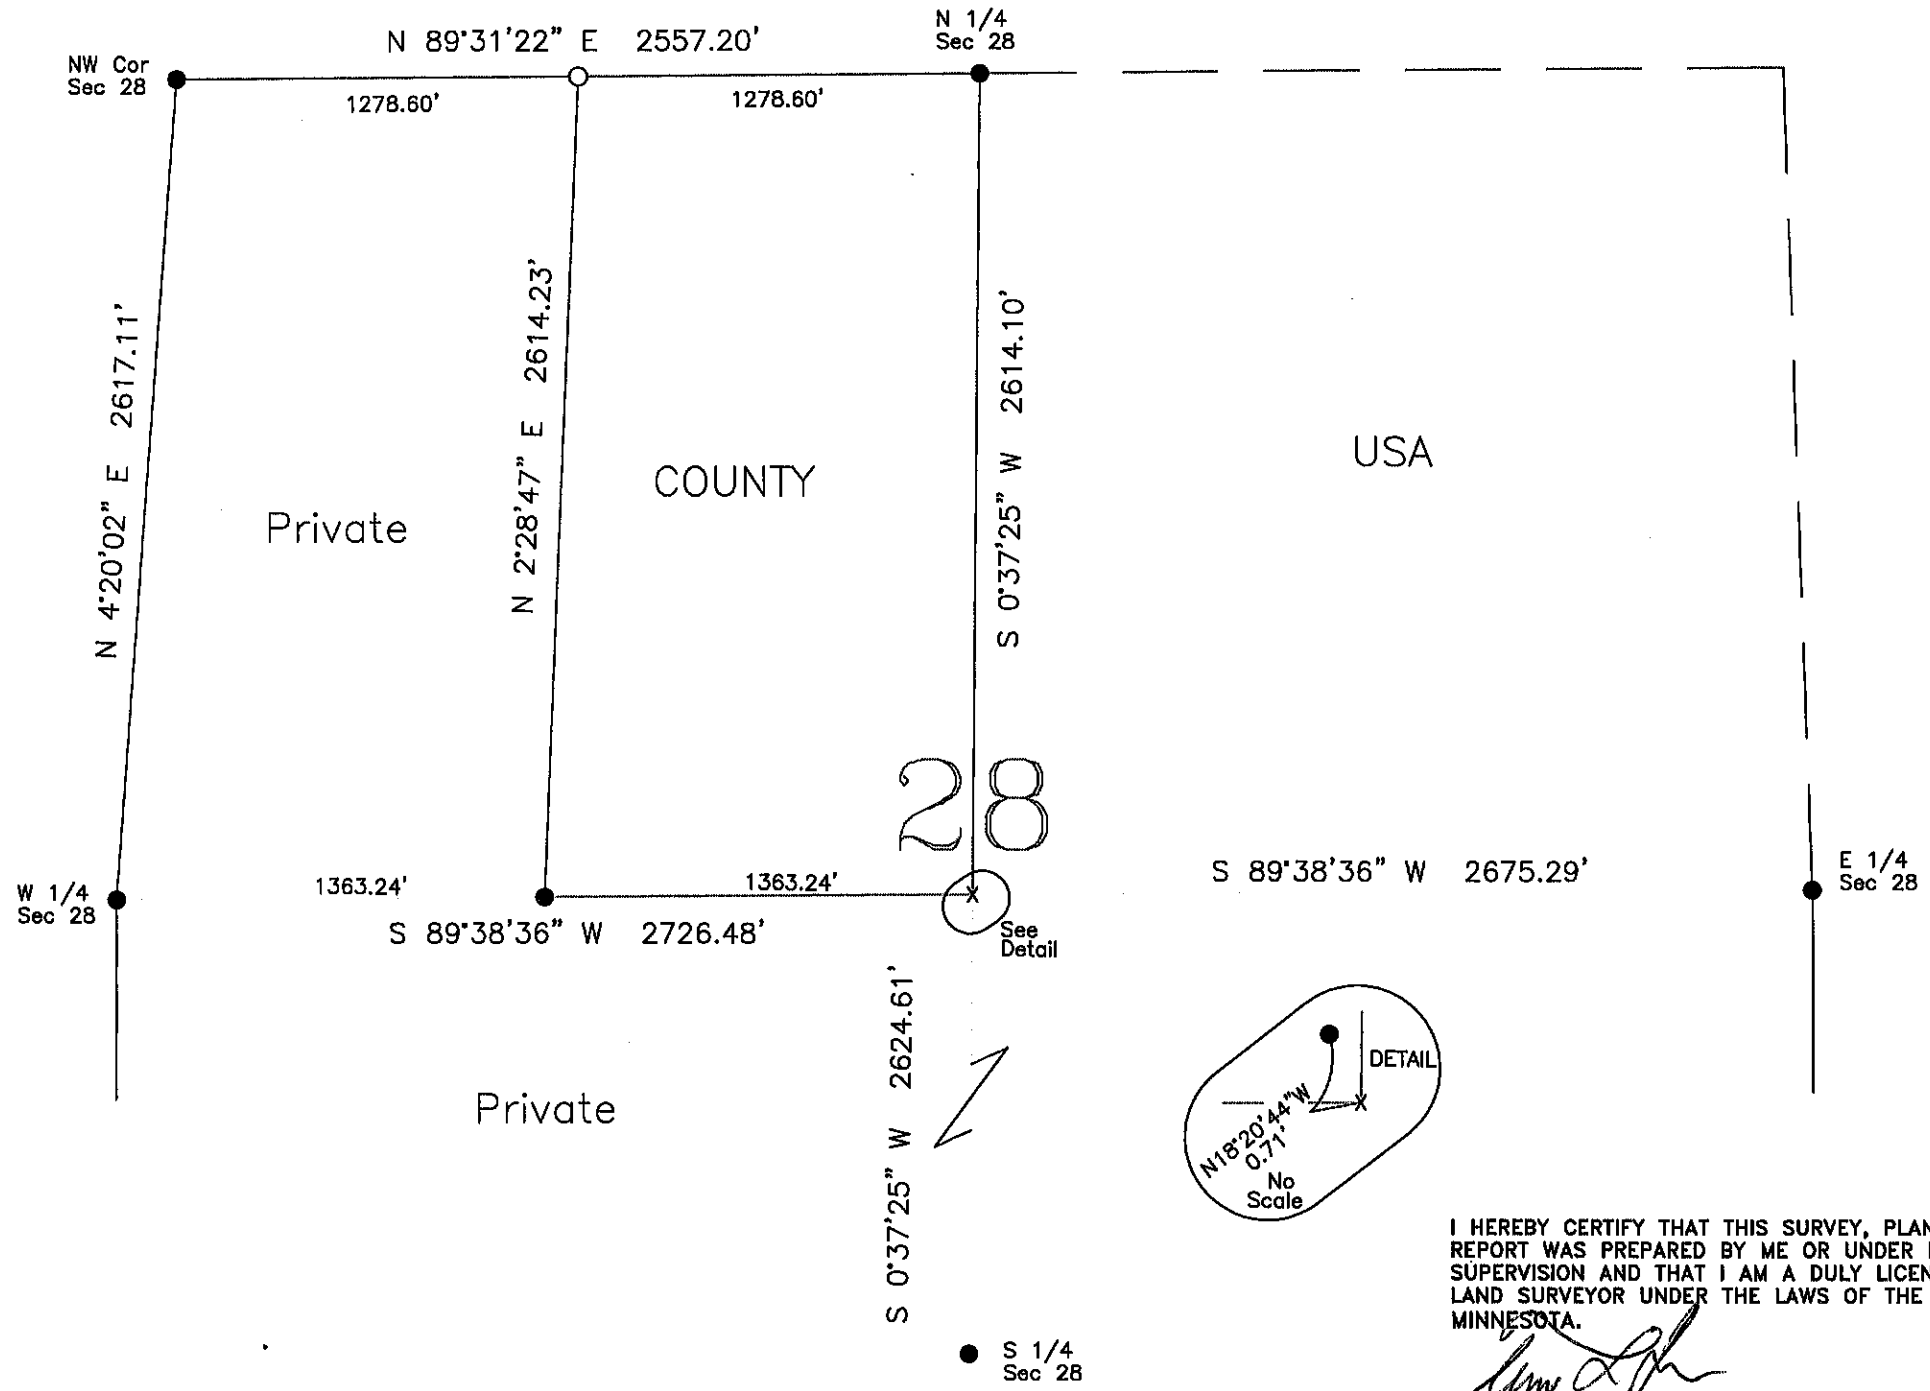 N 89°31'22" E 2557.20'
N 1/4
Sec 28
NW Cor
Sec 28
1278.60'
1278.60'
N 4°20'02" E 2617.11'
N 2°28'47" E 2614.23'
S 0°37'25" W 2614.10'
Private
COUNTY
USA
28
W 1/4
Sec 28
1363.24'
1363.24'
S 89°38'36" W 2726.48'
S 89°38'36" W 2675.29'
E 1/4
Sec 28
See
Detail
S 0°37'25" W 2624.61'
Private
DETAIL
N18°20'44"W
0.71'
No
Scale
S 1/4
Sec 28
I HEREBY CERTIFY THAT THIS SURVEY, PLAN
REPORT WAS PREPARED BY ME OR UNDER
SUPERVISION AND THAT I AM A DULY LICEN
LAND SURVEYOR UNDER THE LAWS OF THE
MINNESOTA.